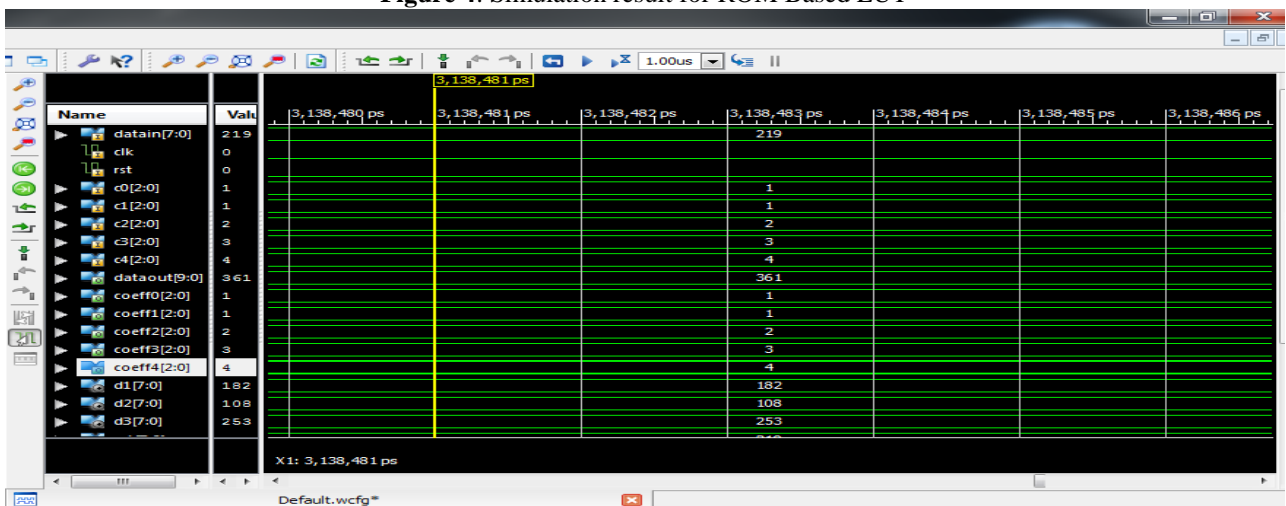 Figure 4. Simulation result for ROM Based LUT
1.00us
3,138,481 ps
Name Valu 3,138,480 ps 3,138,481 ps 3,138,482 ps 3,138,483 ps 3,138,484 ps 3,138,485 ps 3,138,486 ps
datain[7:0] 219 219
clk 0
rst 0
c0[2:0] 1 1
c1[2:0] 1 1
c2[2:0] 2 2
c3[2:0] 3 3
c4[2:0] 4 4
dataout[9:0] 361 361
coeff0[2:0] 1 1
coeff1[2:0] 1 1
coeff2[2:0] 2 2
coeff3[2:0] 3 3
coeff4[2:0] 4 4
d1[7:0] 182 182
d2[7:0] 108 108
d3[7:0] 253 253
X1: 3,138,481 ps
Default.wcfg*